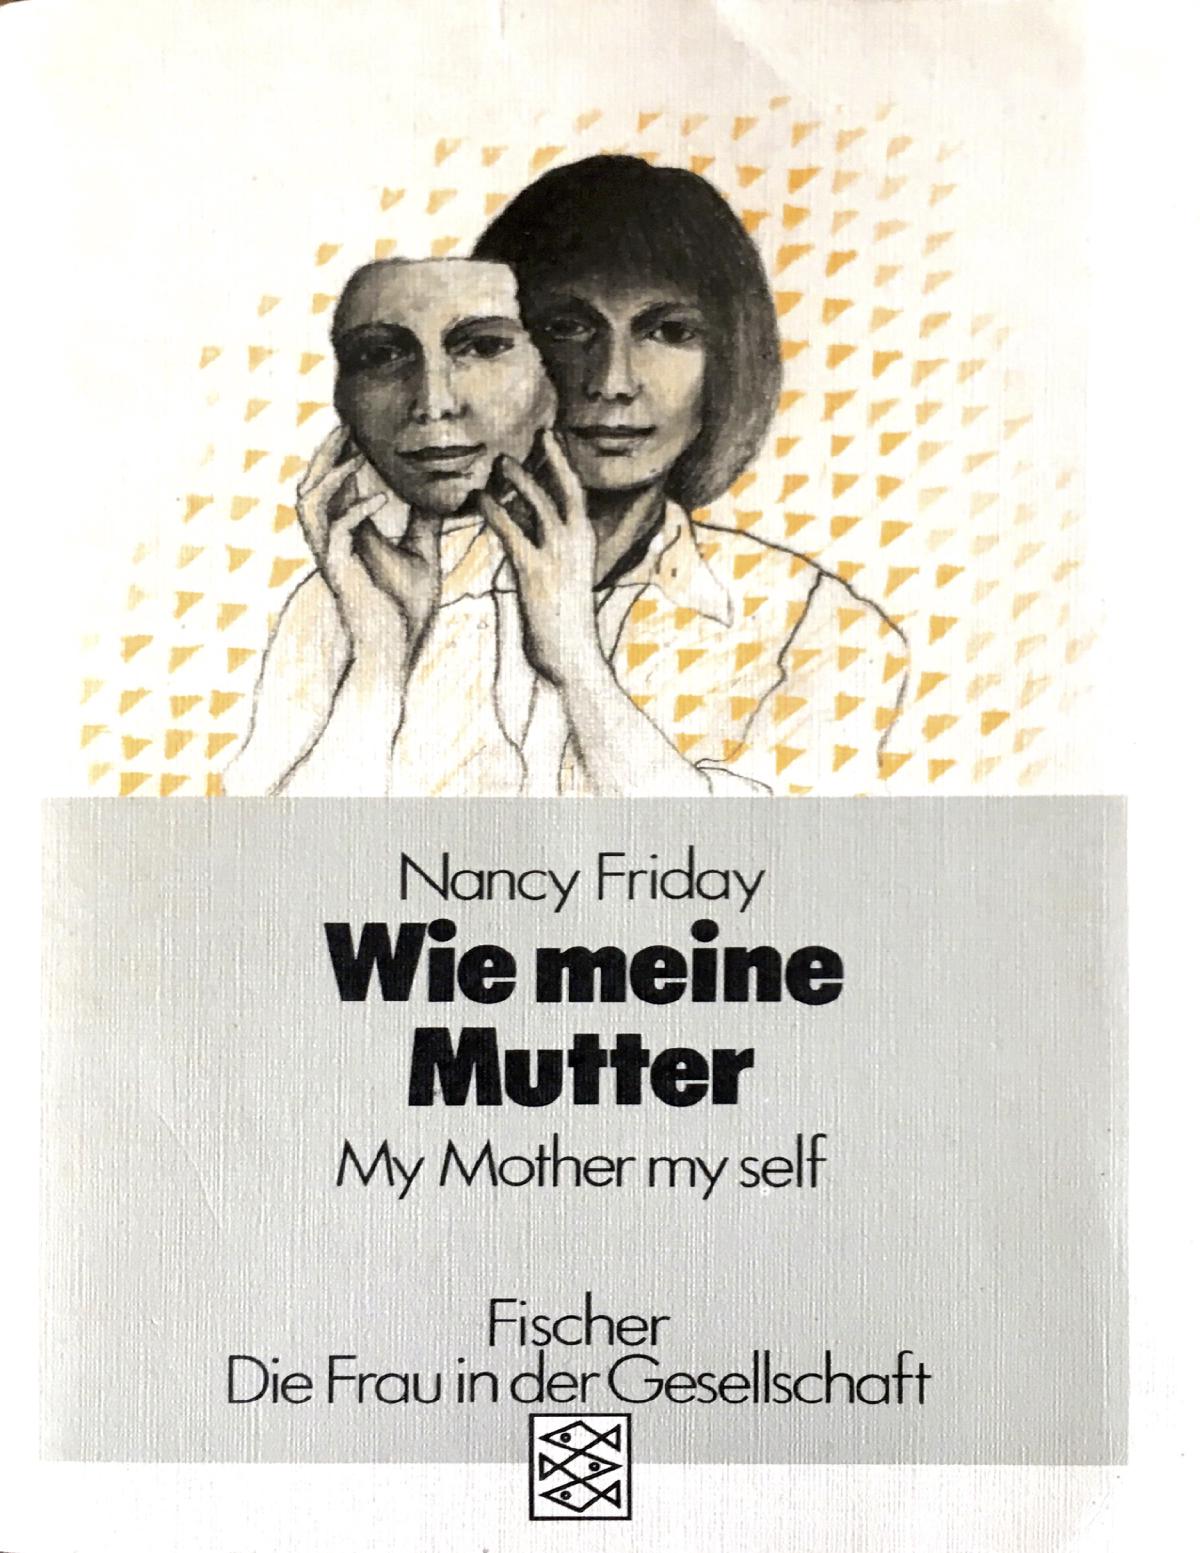 Nancy Friday
Wie meine
Mutter
My Mother my self
Fischer
Die Frau in der Gesellschaft